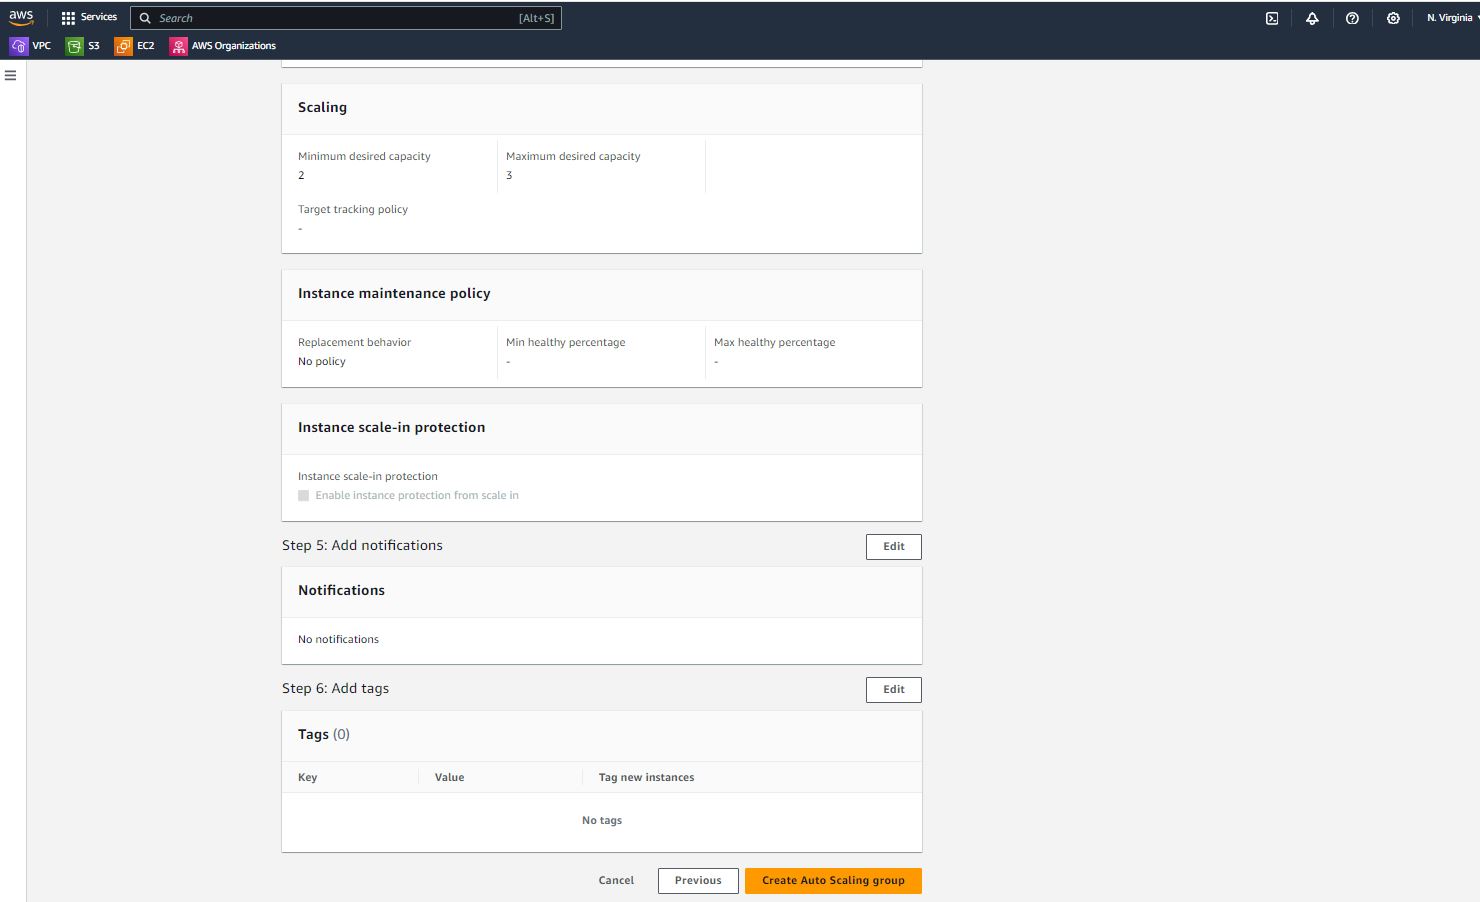 aws
Services
Search
[Alt+S]
N. Virginia
VPC
S3
EC2
AWS Organizations
Scaling
Minimum desired capacity
2
Maximum desired capacity
3
Target tracking policy
-
Instance maintenance policy
Replacement behavior
No policy
Min healthy percentage
-
Max healthy percentage
-
Instance scale-in protection
Instance scale-in protection
Enable instance protection from scale in
Step 5: Add notifications
Edit
Notifications
No notifications
Step 6: Add tags
Edit
Tags (0)
Key
Value
Tag new instances
No tags
Cancel
Previous
Create Auto Scaling group